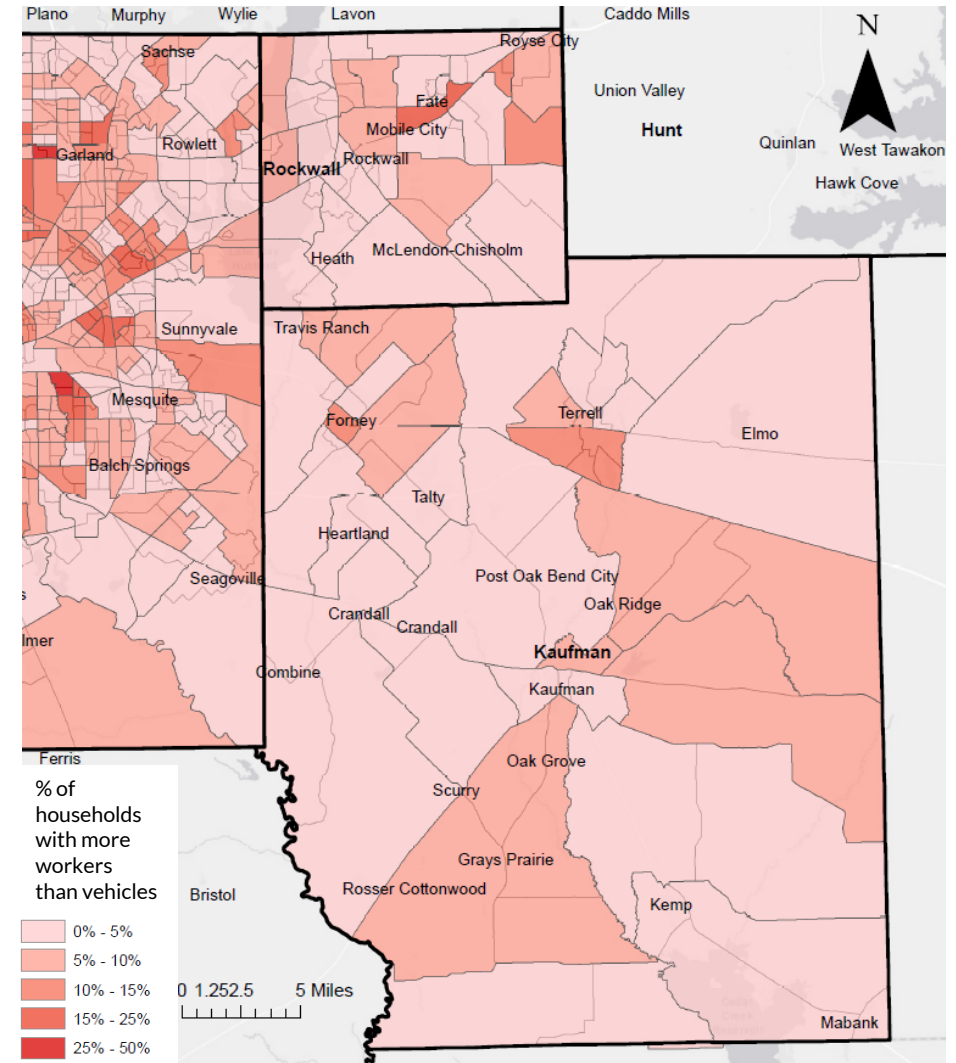 Plano
Murphy
Wylie
Lavon
Caddo Mills
N
Sachse
Royse City
Union Valley
Fate
Hunt
Mobile City
Quinlan
West Tawakon
Garland
Rowlett
Rockwall
Rockwall
Hawk Cove
Heath
McLendon-Chisholm
Sunnyvale
Travis Ranch
Mesquite
Forney
Terrell
Elmo
Balch Springs
Talty
Heartland
Seagoville
Post Oak Bend City
s
Oak Ridge
Crandall
Crandall
lmer
Kaufman
Combine
Kaufman
Ferris
Oak Grove
Scurry
Grays Prairie
Rosser Cottonwood
Bristol
Kemp
Mabank
% of
households
with more
workers
than vehicles
0% - 5%
5% - 10%
10% - 15%
15% - 25%
25% - 50%
0 1.252.5 5 Miles